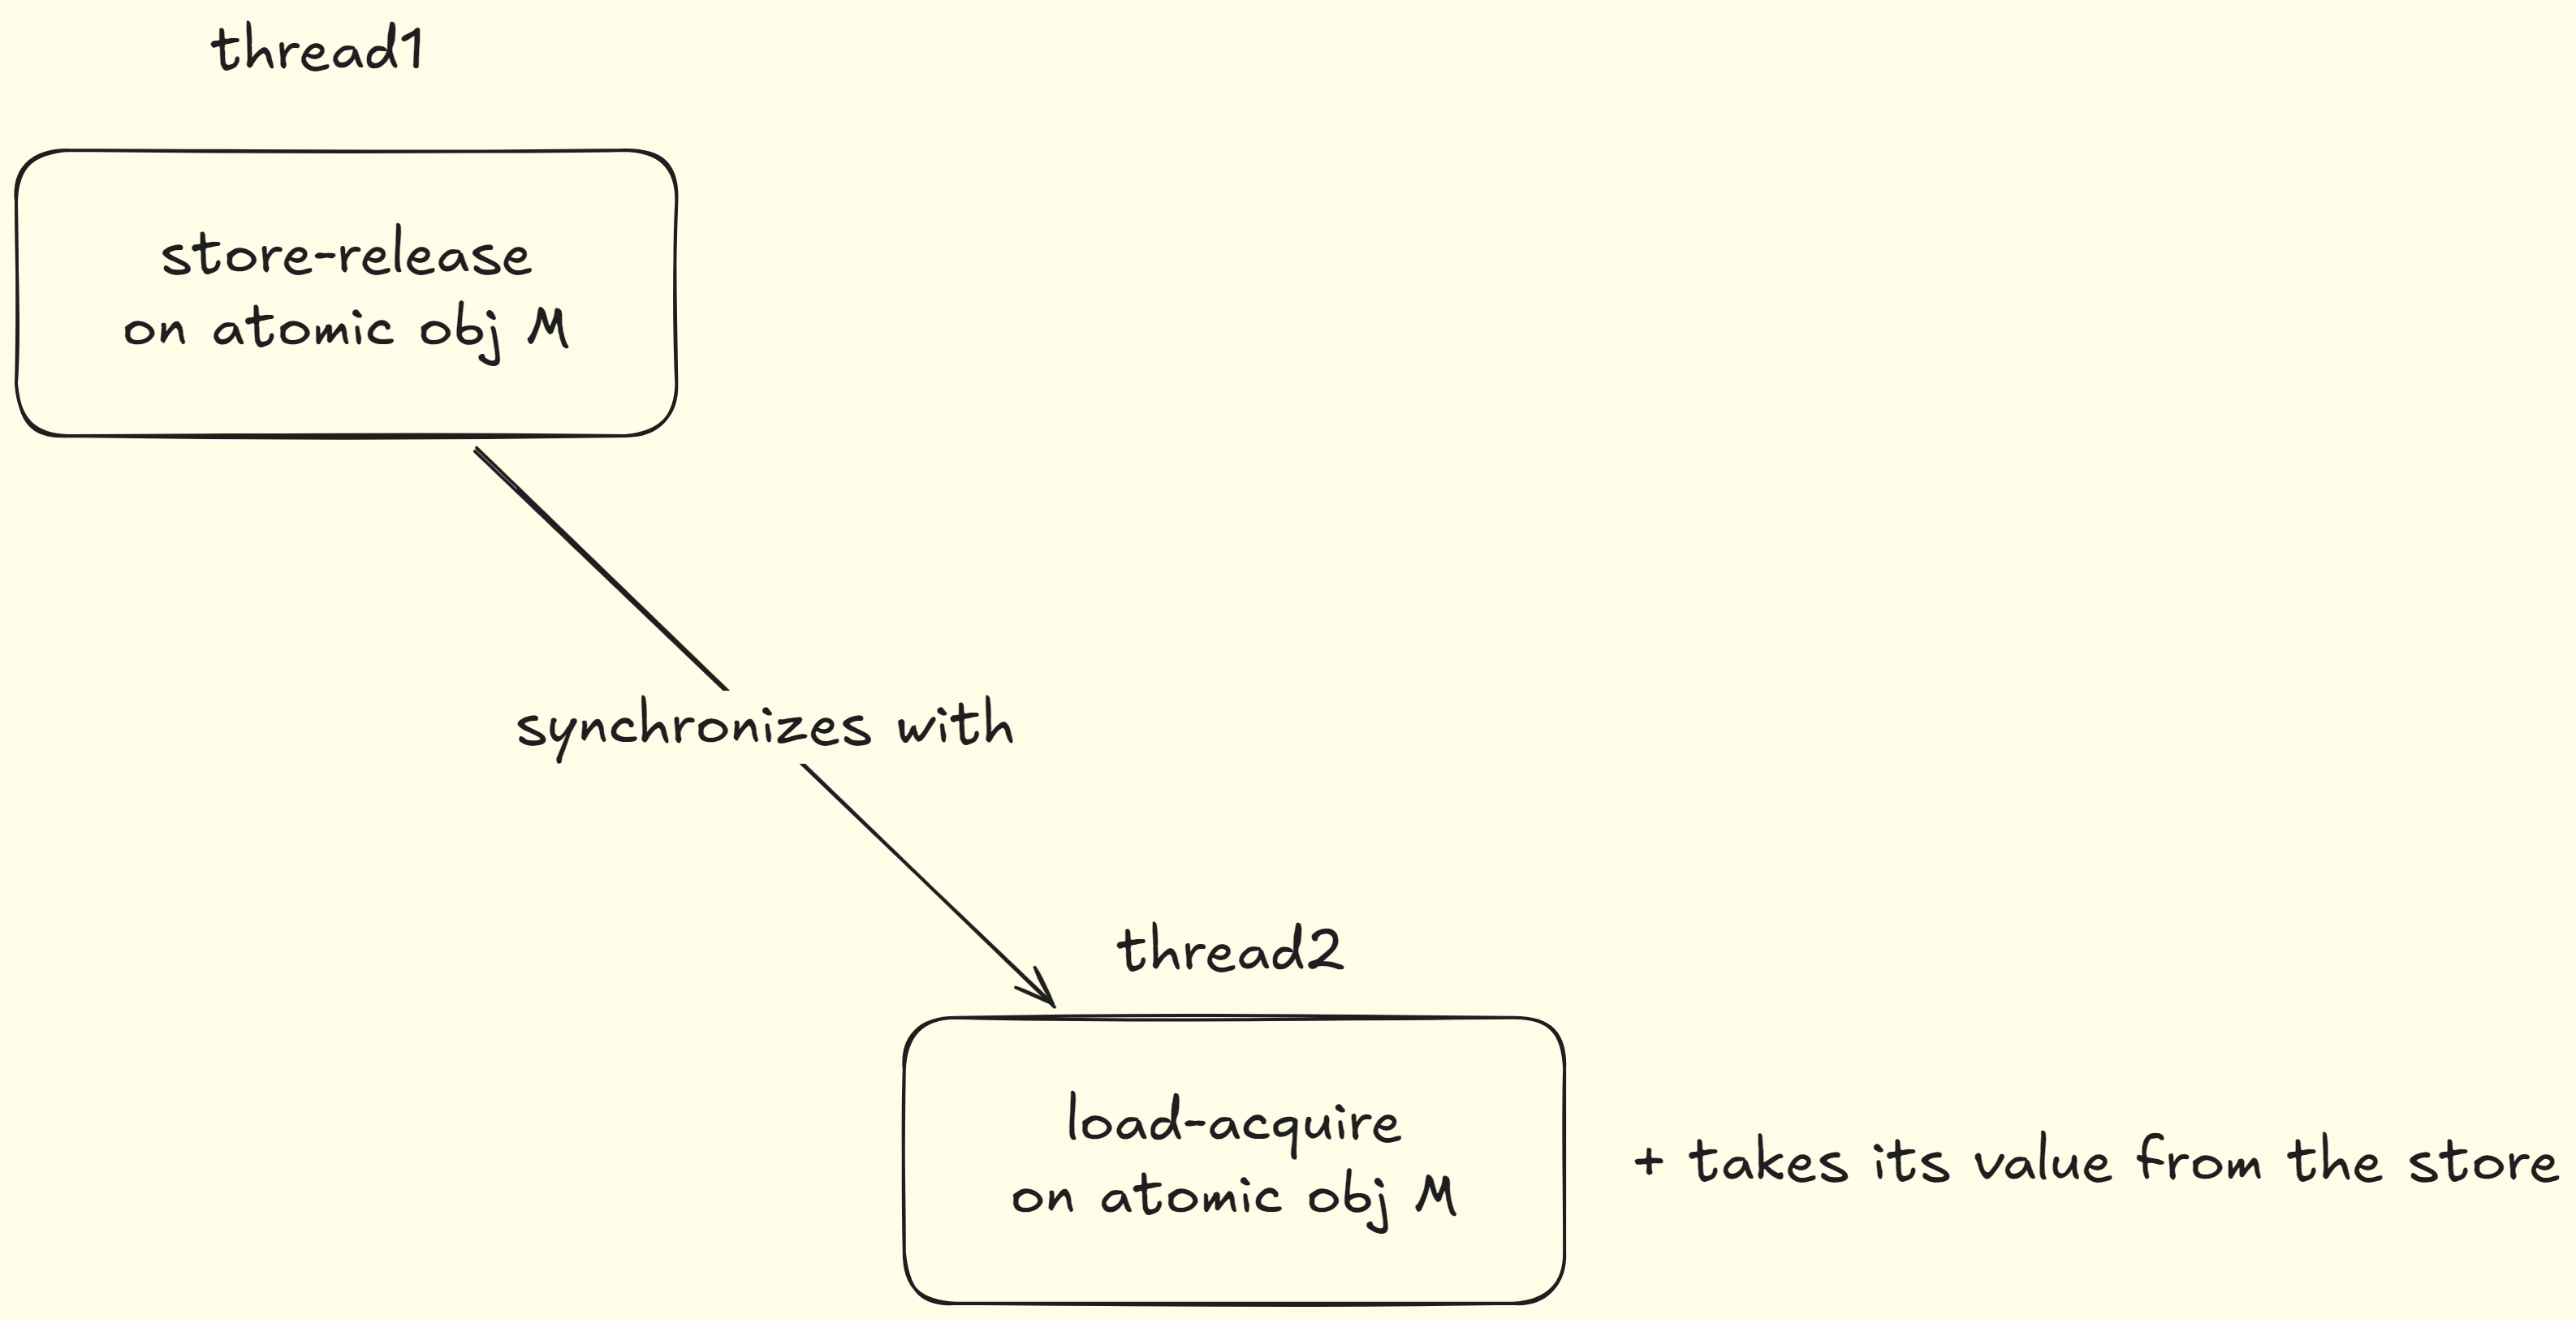 thread1
store-release
on atomic obj M
synchronizes with
thread2
load-acquire
on atomic obj M
+ takes its value from the store